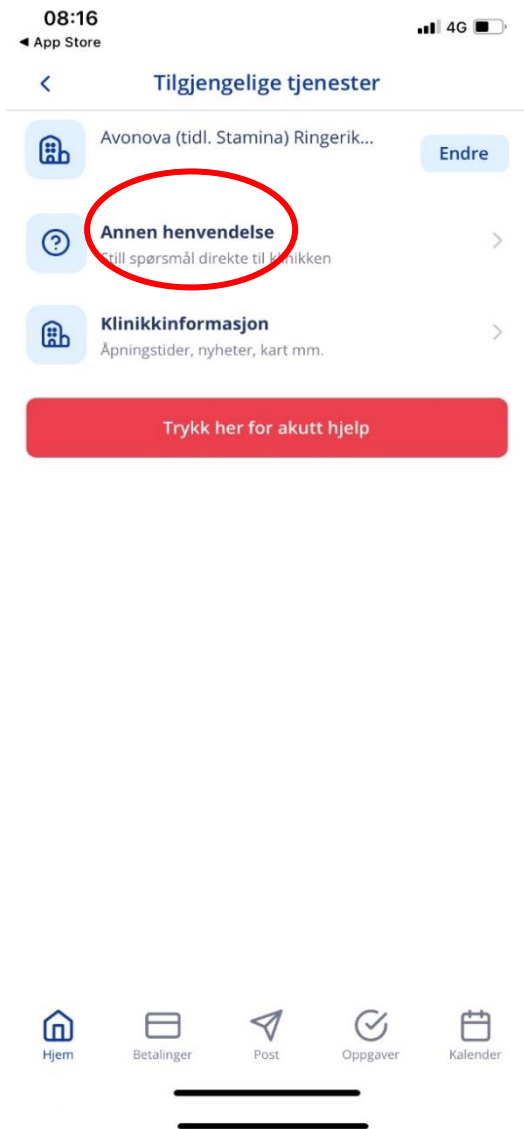 08:16
4G
◄ App Store
Tilgjengelige tjenester
Avonova (tidl. Stamina) Ringerik...
Endre
Annen henvendelse
Still spørsmål direkte til klinikken
Klinikkinformasjon
Åpningstider, nyheter, kart mm.
Trykk her for akutt hjelp
Hjem
Betalinger
Post
Oppgaver
Kalender